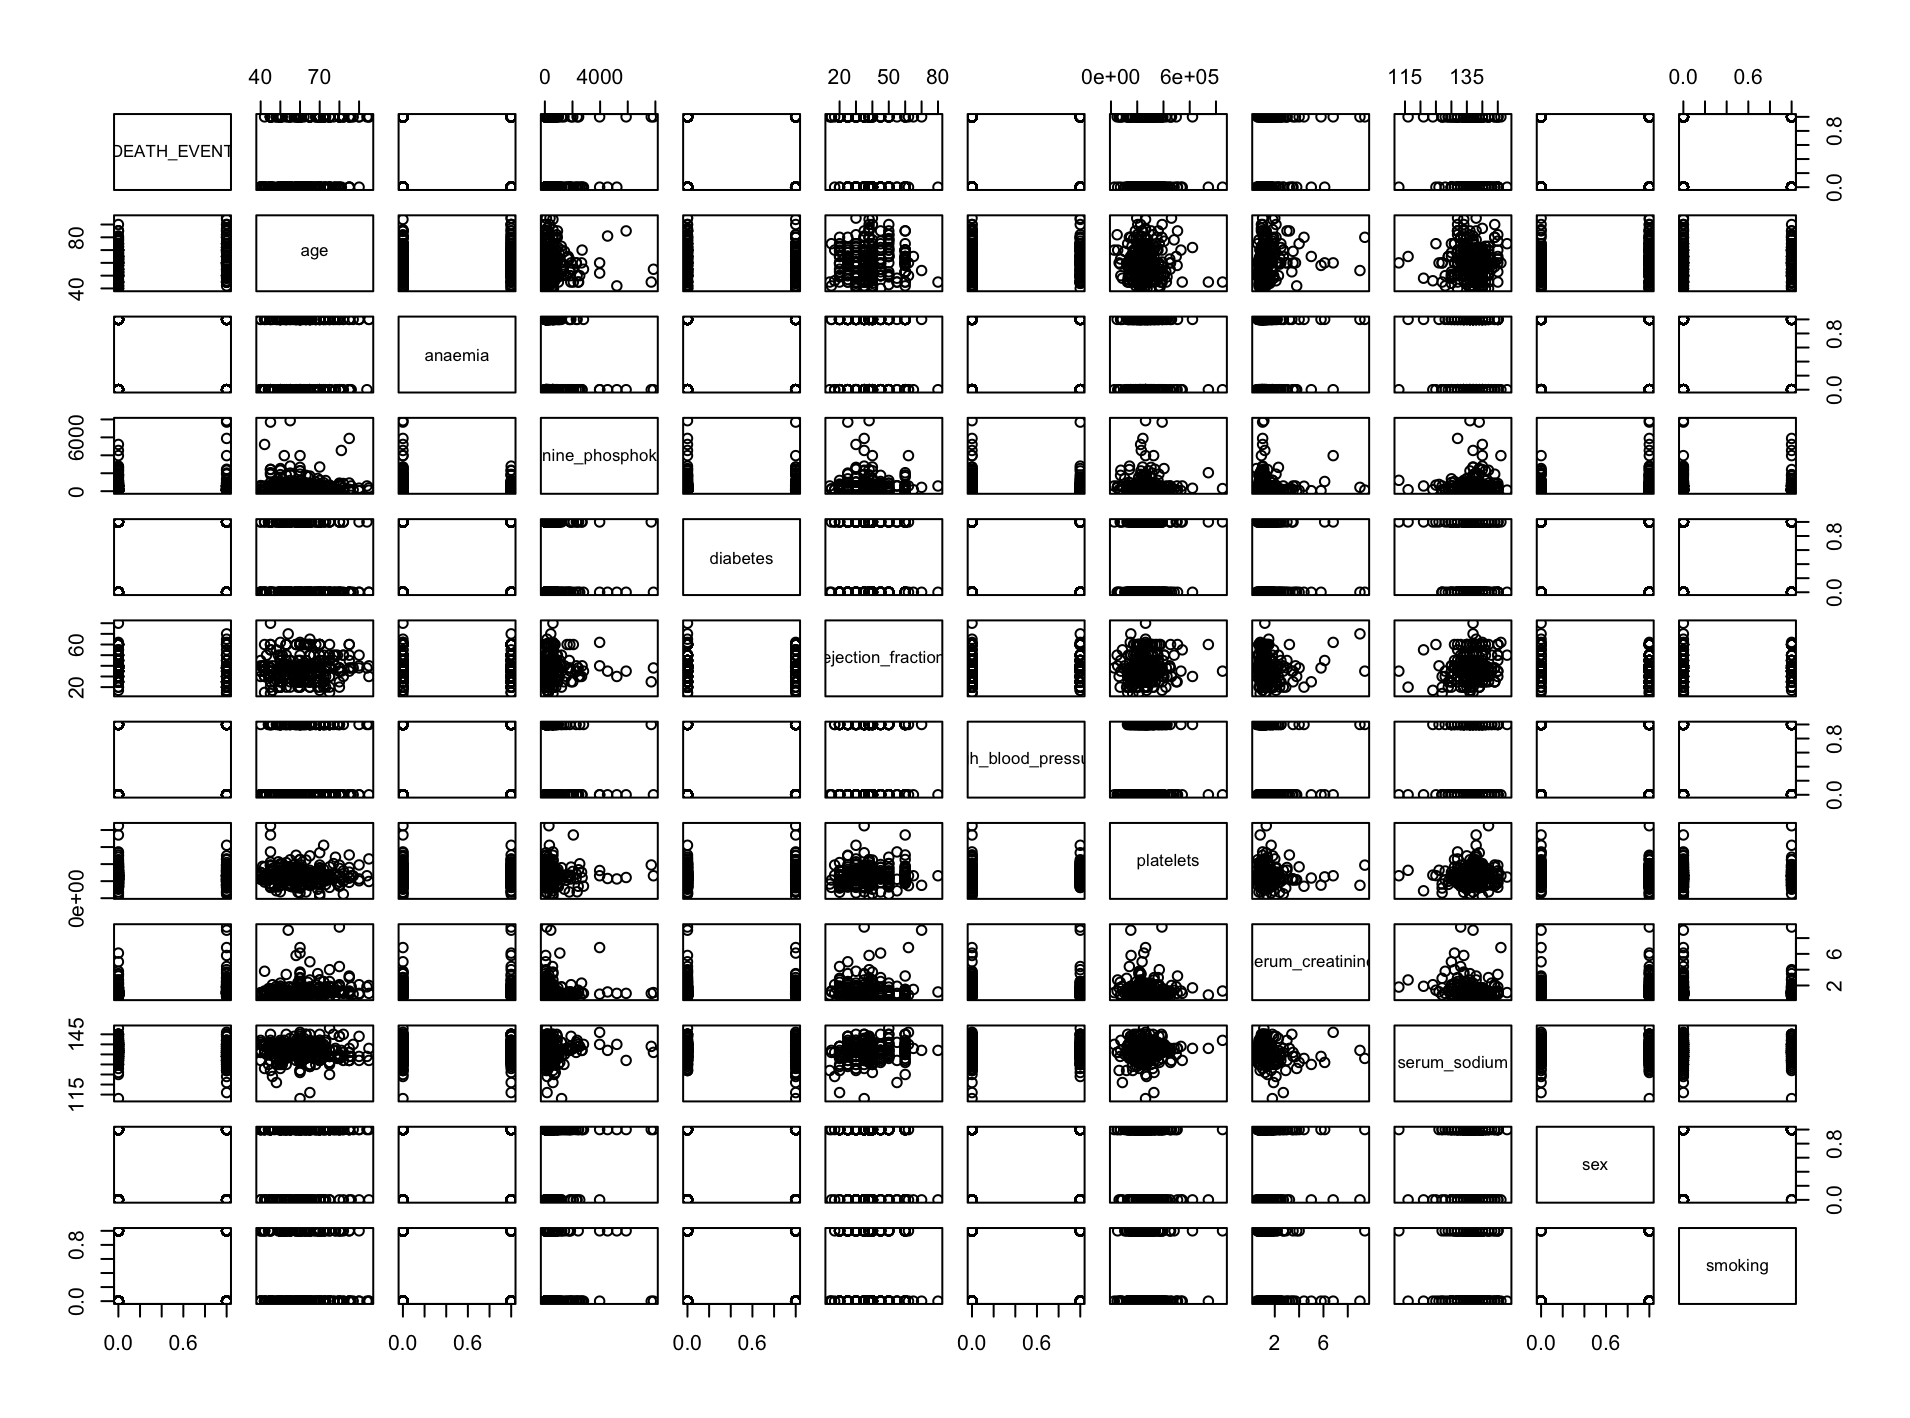 40 70 0 4000 20 50 80 0e+00 6e+05 115 135 0.0 0.6
DEATH_EVENT 0.0 0.8
40 80 age
anaemia 0.0 0.8
0 6000 nine_phosphok
diabetes 0.0 0.8
20 60 ejection_fraction
h_blood_pressu 0.0 0.8
0e+00 platelets
erum_creatinine 2 6
115 145 serum_sodium
sex 0.0 0.8
0.0 0.8 smoking
0.0 0.6 0.0 0.6 0.0 0.6 0.0 0.6 2 6 0.0 0.6